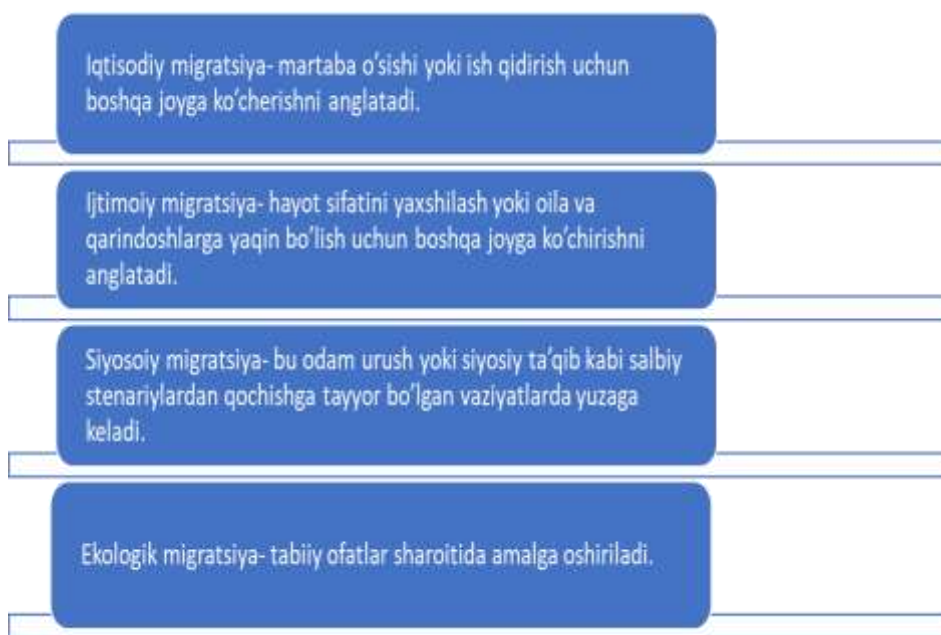 Iqtisodiy migratsiya- martaba o’sishi yoki ish qidirish uchun
boshqa joyga ko’cherishni anglatadi.
Ijtimoiy migratsiya- hayot sifatini yaxshilash yoki oila va
qarindoshlarga yaqin bo’lish uchun boshqa joyga ko’chirishni
anglatadi.
Siyosoiy migratsiya- bu odam urush yoki siyosiy ta’qib kabi salbiy
stenariylardan qochishga tayyor bo’lgan vaziyatlarda yuzaga
keladi.
Ekologik migratsiya- tabiiy ofatlar sharoitida amalga oshiriladi.